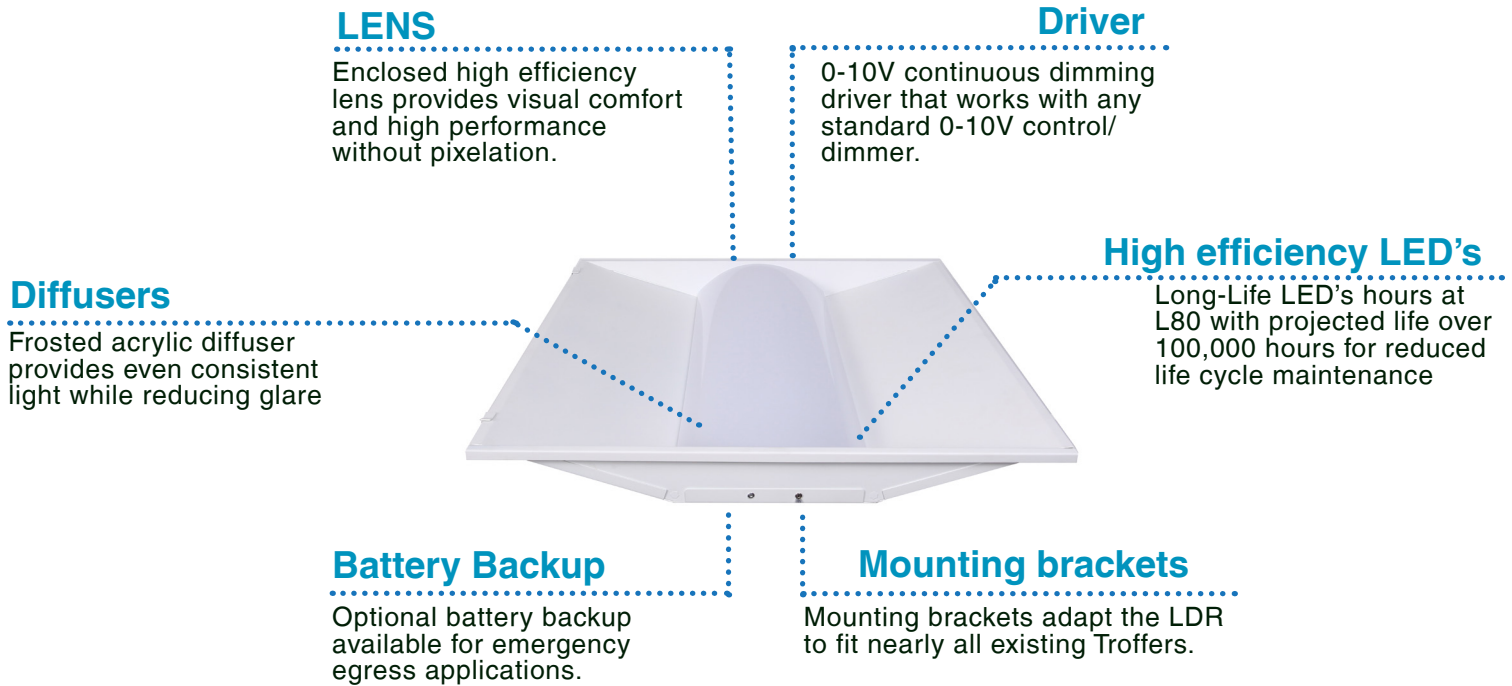 LENS
Enclosed high efficiency
lens provides visual comfort
and high performance
without pixelation.
Driver
0-10V continuous dimming
driver that works with any
standard 0-10V control/
dimmer.
Diffusers
Frosted acrylic diffuser
provides even consistent
light while reducing glare
High efficiency LED’s
Long-Life LED’s hours at
L80 with projected life over
100,000 hours for reduced
life cycle maintenance
Battery Backup
Optional battery backup
available for emergency
egress applications.
Mounting brackets
Mounting brackets adapt the LDR
to fit nearly all existing Troffers.